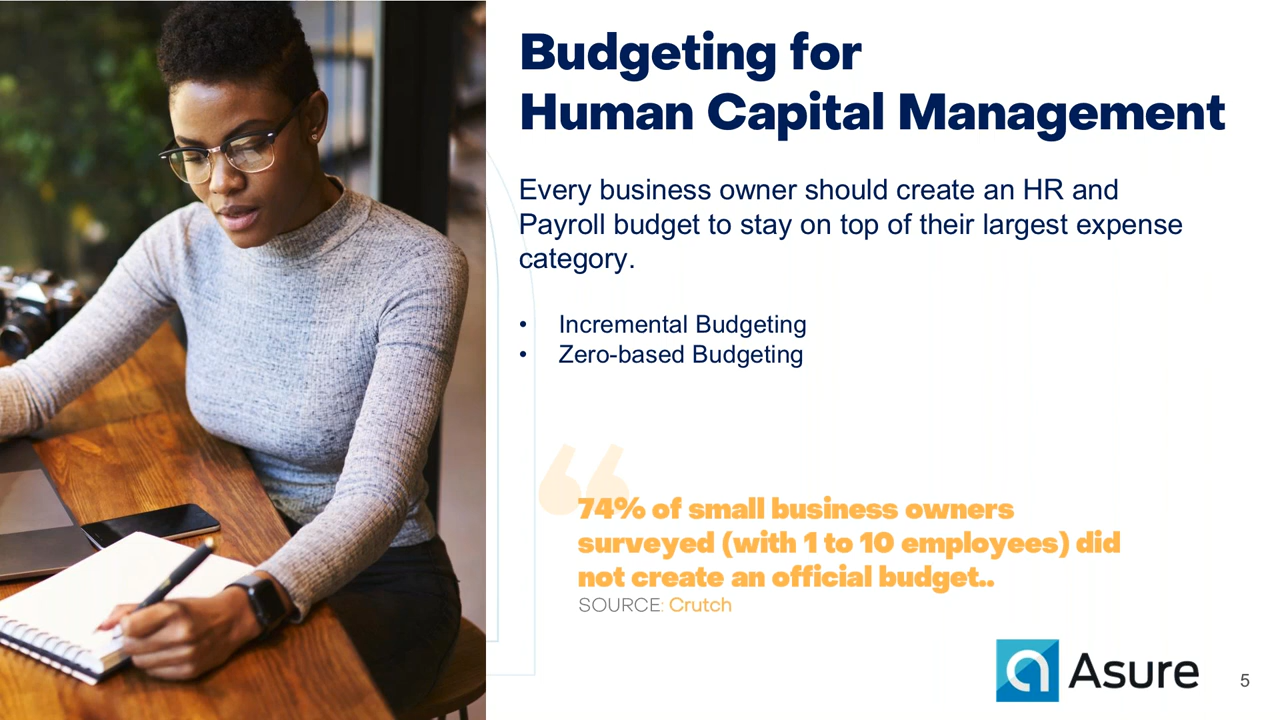 Budgeting for
Human Capital Management
Every business owner should create an HR and
Payroll budget to stay on top of their largest expense
category.
• Incremental Budgeting
• Zero-based Budgeting
“
74% of small business owners
surveyed (with 1 to 10 employees) did
not create an official budget..
SOURCE: Crutch
Asure
5